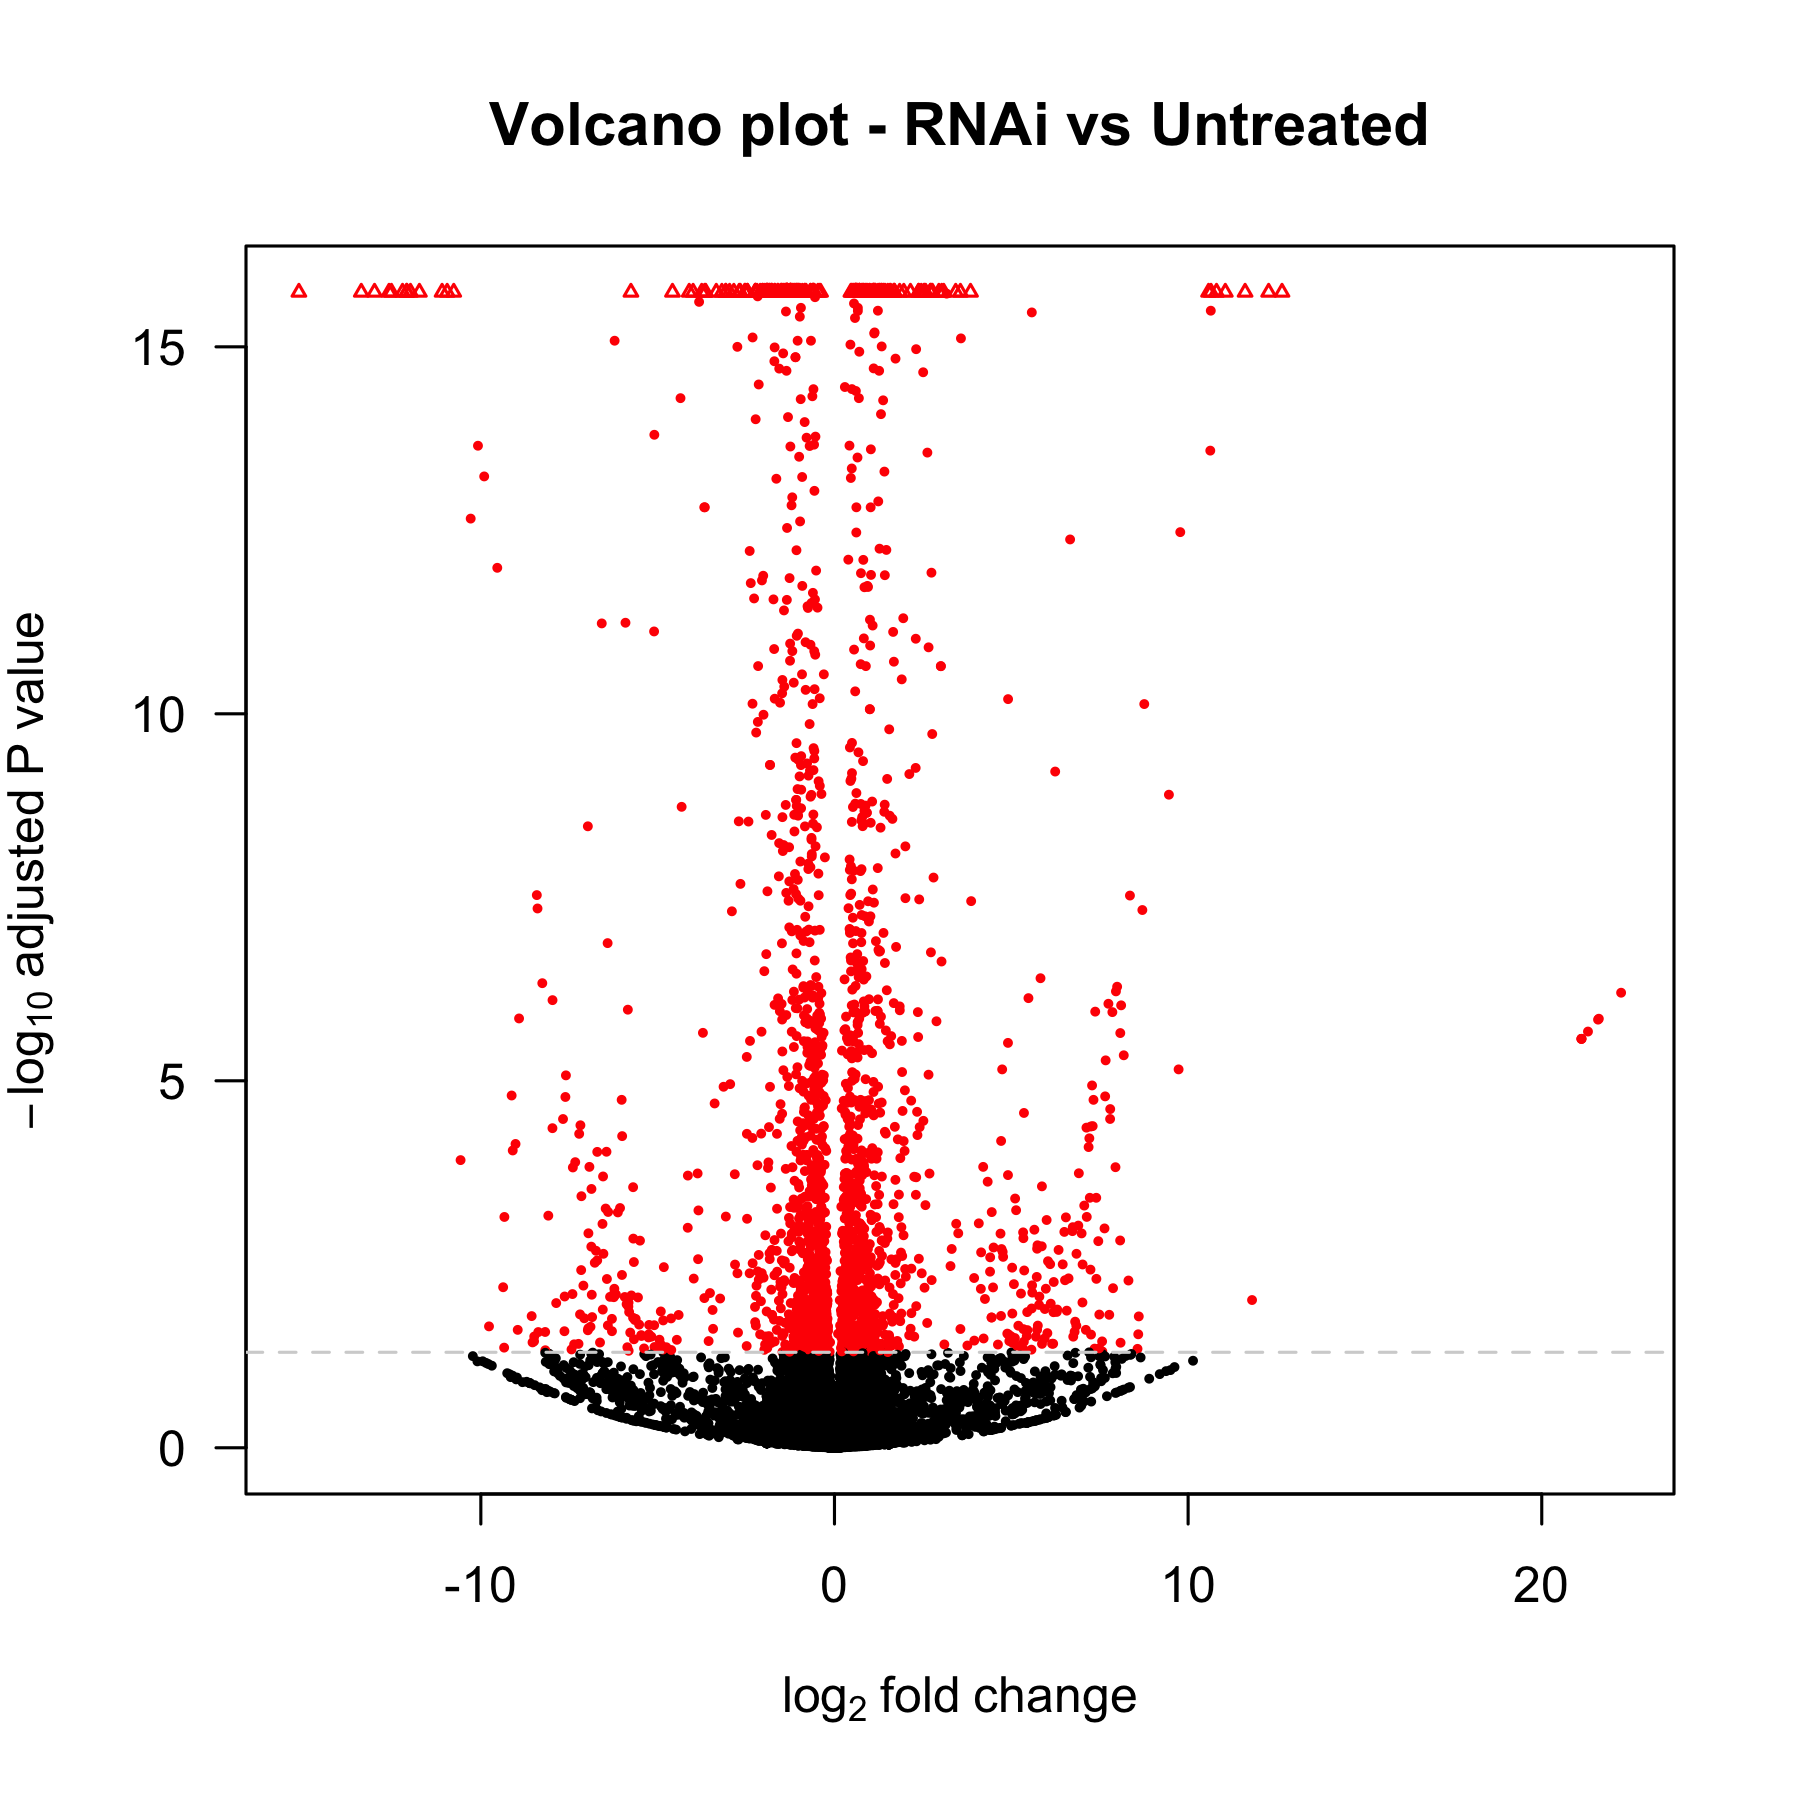 Volcano plot - RNAi vs Untreated
−log₁₀ adjusted P value
15
10
5
0
-10 0 10 20
log₂ fold change